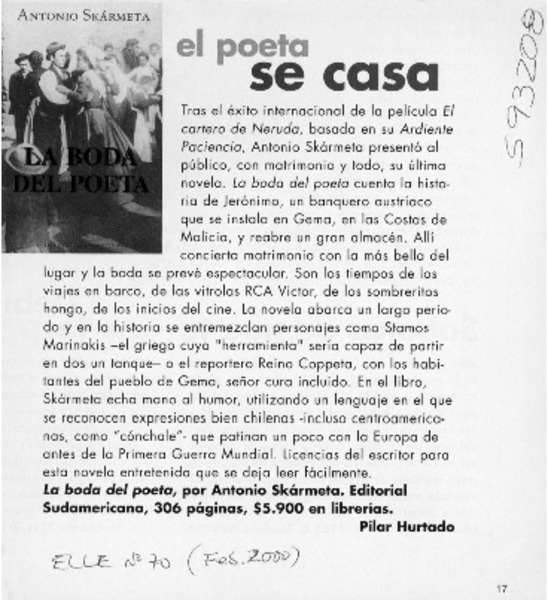 ANTONIO SKÁRMETA
LA BODA
DEL POETA
el poeta
se casa
593208
Tras el éxito internacional de la película El
cartero de Neruda, basada en su Ardiente
Paciencia, Antonio Skármeta presentó al
público, con matrimonio y todo, su última
novela. La boda del poeta cuenta la histo-
ria de Jerónimo, un banquero austríaco
que se instala en Gema, en las Costas de
Malicia, y reabre un gran almacén. Allí
concierta matrimonio con la más bella del
lugar y la boda se prevé espectacular. Son los tiempos de los
viajes en barco, de las vitrolas RCA Victor, de los sombreritos
hongo, de los inicios del cine. La novela abarca un largo perio-
do y en la historia se entremezclan personajes como Stamos
Marinakis –el griego cuya "herramienta" sería capaz de partir
en dos un tanque– o el reportero Reino Coppeta, con los habi-
tantes del pueblo de Gema, señor cura incluido. En el libro,
Skármeta echa mano al humor, utilizando un lenguaje en el que
se reconocen expresiones bien chilenas -incluso centroamerica-
nas, como "cónchale"- que patinan un poco con la Europa de
antes de la Primera Guerra Mundial. Licencias del escritor para
esta novela entretenida que se deja leer fácilmente.
La boda del poeta, por Antonio Skármeta. Editorial
Sudamericana, 306 páginas, $5.900 en librerías.
Pilar Hurtado
ELLE Nº 70 (Feb. 2000)
17